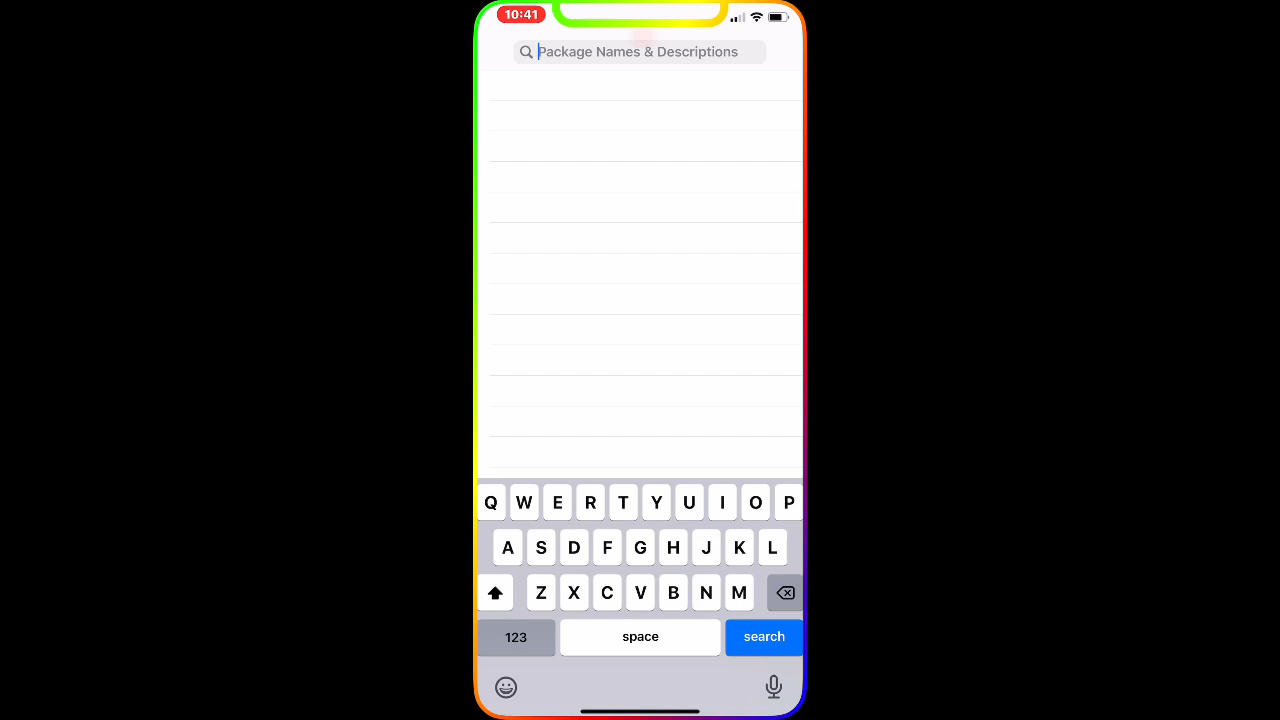 10:41
Package Names & Descriptions
Q W E R T Y U I O P
A S D F G H J K L
Z X C V B N M
123 space search